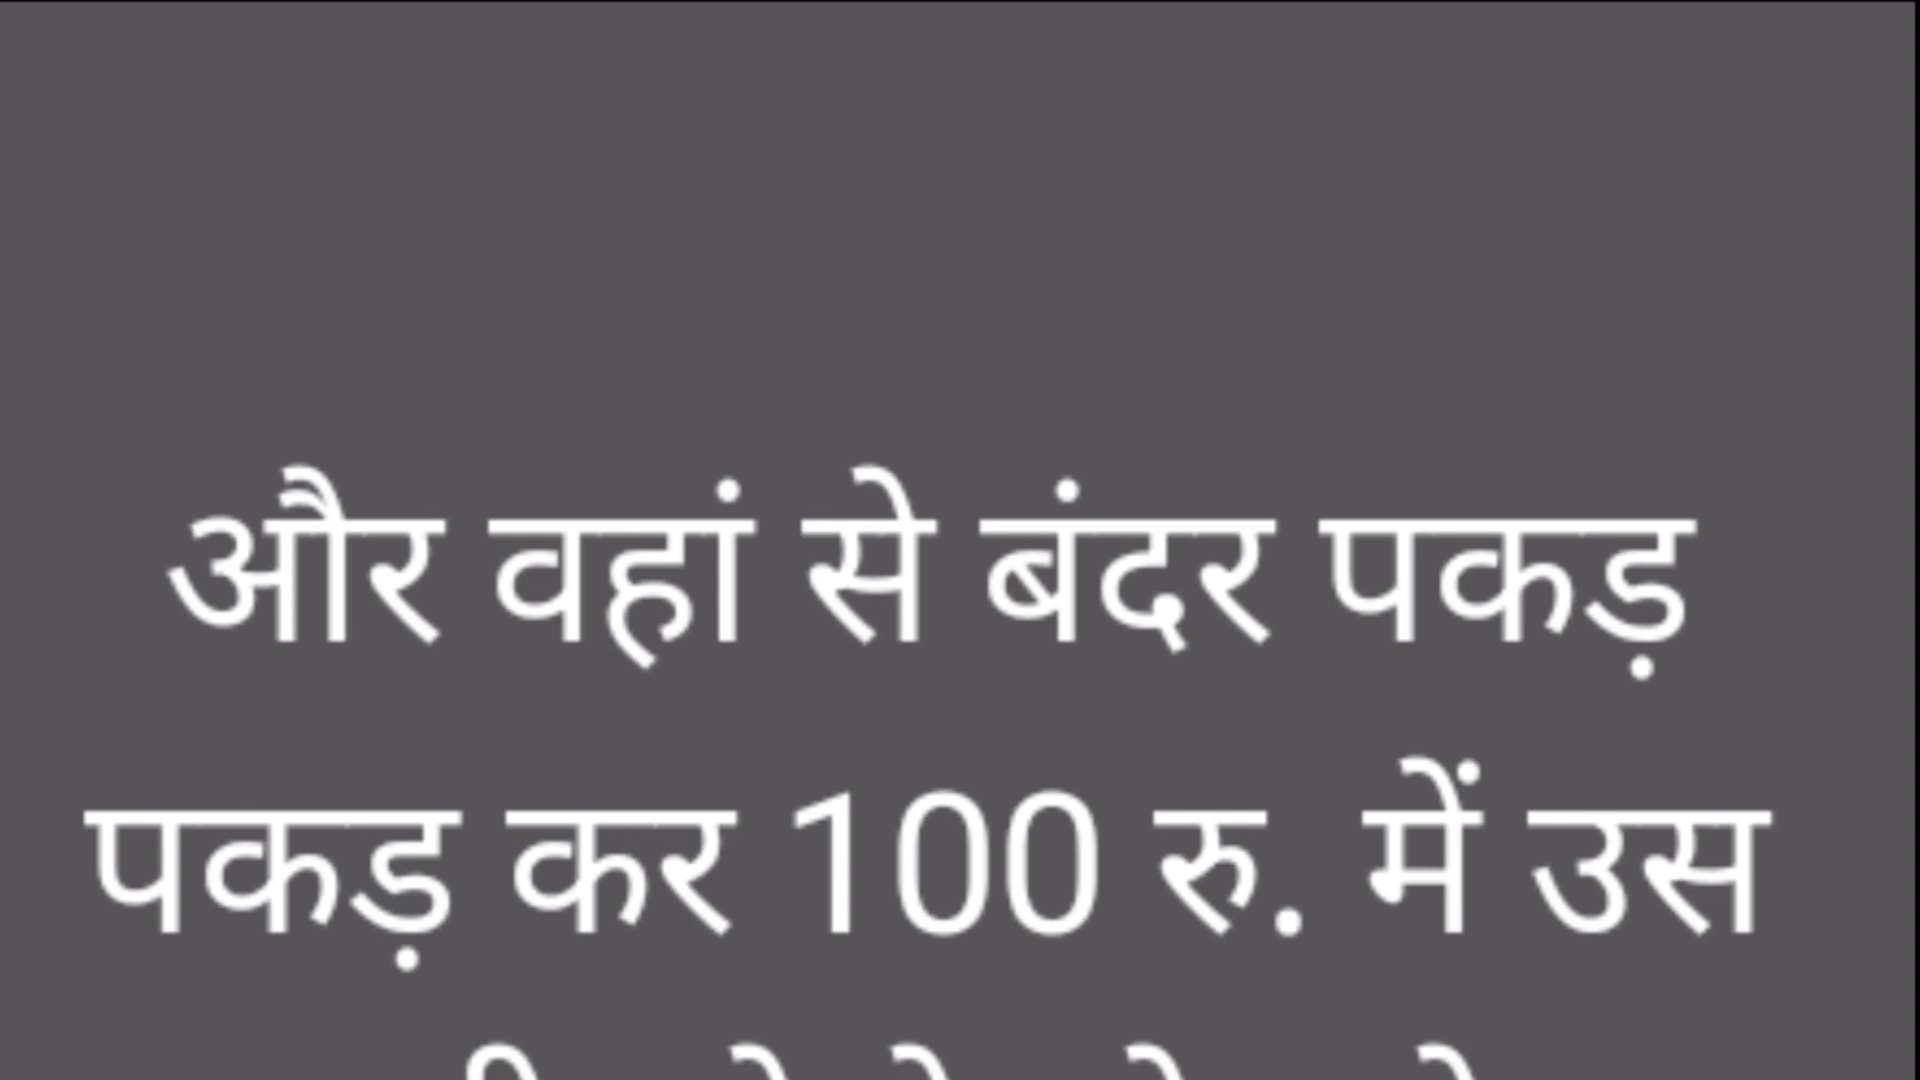 और वहां से बंदर पकड़
पकड़ कर 100 रु. में उस